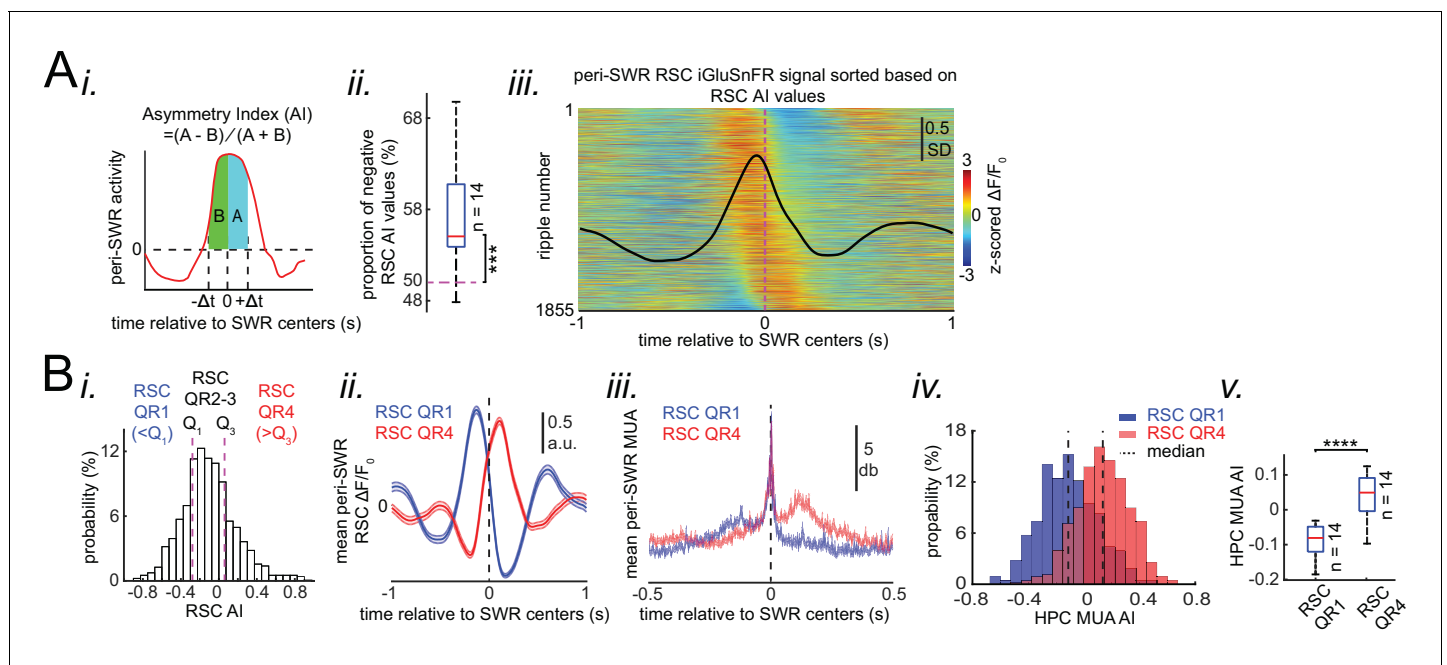 A
i.
Asymmetry Index (AI)
=(A - B)/(A + B)
peri-SWR activity
0
B
A
-Δt 0 +Δt
time relative to SWR centers (s)
ii.
proportion of negative
RSC AI values (%)
68
58
50
48
n = 14
***
iii.
peri-SWR RSC iGluSnFR signal sorted based on
RSC AI values
ripple number
1
1855
-1
0
1
time relative to SWR centers (s)
0.5
SD
3
0
-3
z-scored ΔF/F0
B
i.
RSC
QR1
(<Q1)
RSC
QR2-3
RSC
QR4
(>Q3)
Q1
Q3
probability (%)
12
6
0
-0.8 -0.4 0 0.4 0.8
RSC AI
ii.
RSC QR1
RSC QR4
0.5
a.u.
mean peri-SWR
RSC ΔF/F0
0
-1 0 1
time relative to SWR centers (s)
iii.
RSC QR1
RSC QR4
5
db
mean peri-SWR MUA
-0.5 0 0.5
time relative to SWR centers (s)
iv.
RSC QR1
RSC QR4
median
propability (%)
18
12
6
0
-0.8 -0.4 0 0.4 0.8
HPC MUA AI
v.
****
HPC MUA AI
0.1
0
-0.1
-0.2
n = 14
n = 14
RSC
QR1
RSC
QR4